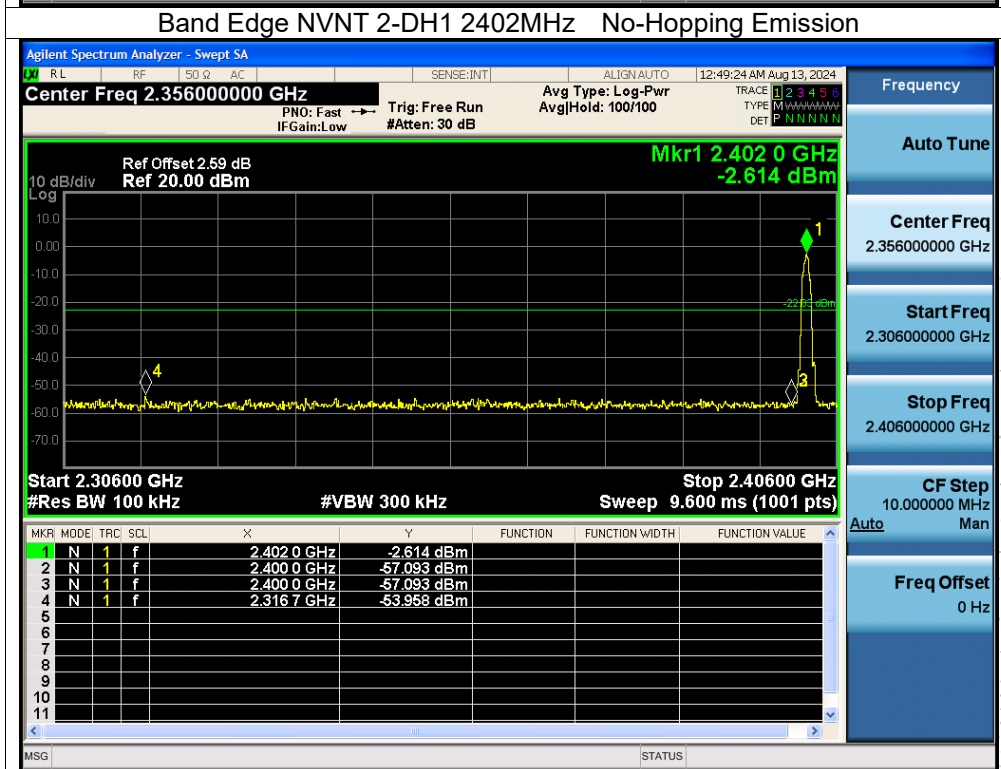 Band Edge NVNT 2-DH1 2402MHz No-Hopping Emission
Agilent Spectrum Analyzer - Swept SA
LXI RL RF 50 Ω AC SENSE:INT ALIGN AUTO 12:49:24 AM Aug 13, 2024
Center Freq 2.356000000 GHz
PNO: Fast
IFGain:Low
Trig: Free Run
#Atten: 30 dB
Avg Type: Log-Pwr
Avg|Hold: 100/100
TRACE 1 2 3 4 5 6
TYPE M WWWWW
DET P N N N N N
Ref Offset 2.59 dB
10 dB/div Ref 20.00 dBm
Log
Mkr1 2.402 0 GHz
-2.614 dBm
10.0
0.00
-10.0
-20.0
-30.0
-40.0
-50.0
-60.0
-70.0
1
4
3
Start 2.30600 GHz Stop 2.40600 GHz
#Res BW 100 kHz #VBW 300 kHz Sweep 9.600 ms (1001 pts)
MKR MODE TRC SCL X Y FUNCTION FUNCTION WIDTH FUNCTION VALUE
1 N 1 f 2.402 0 GHz -2.614 dBm
2 N 1 f 2.400 0 GHz -57.093 dBm
3 N 1 f 2.400 0 GHz -57.093 dBm
4 N 1 f 2.316 7 GHz -53.958 dBm
5
6
7
8
9
10
11
MSG STATUS
Frequency
Auto Tune
Center Freq
2.356000000 GHz
Start Freq
2.306000000 GHz
Stop Freq
2.406000000 GHz
CF Step
10.000000 MHz
Auto Man
Freq Offset
0 Hz